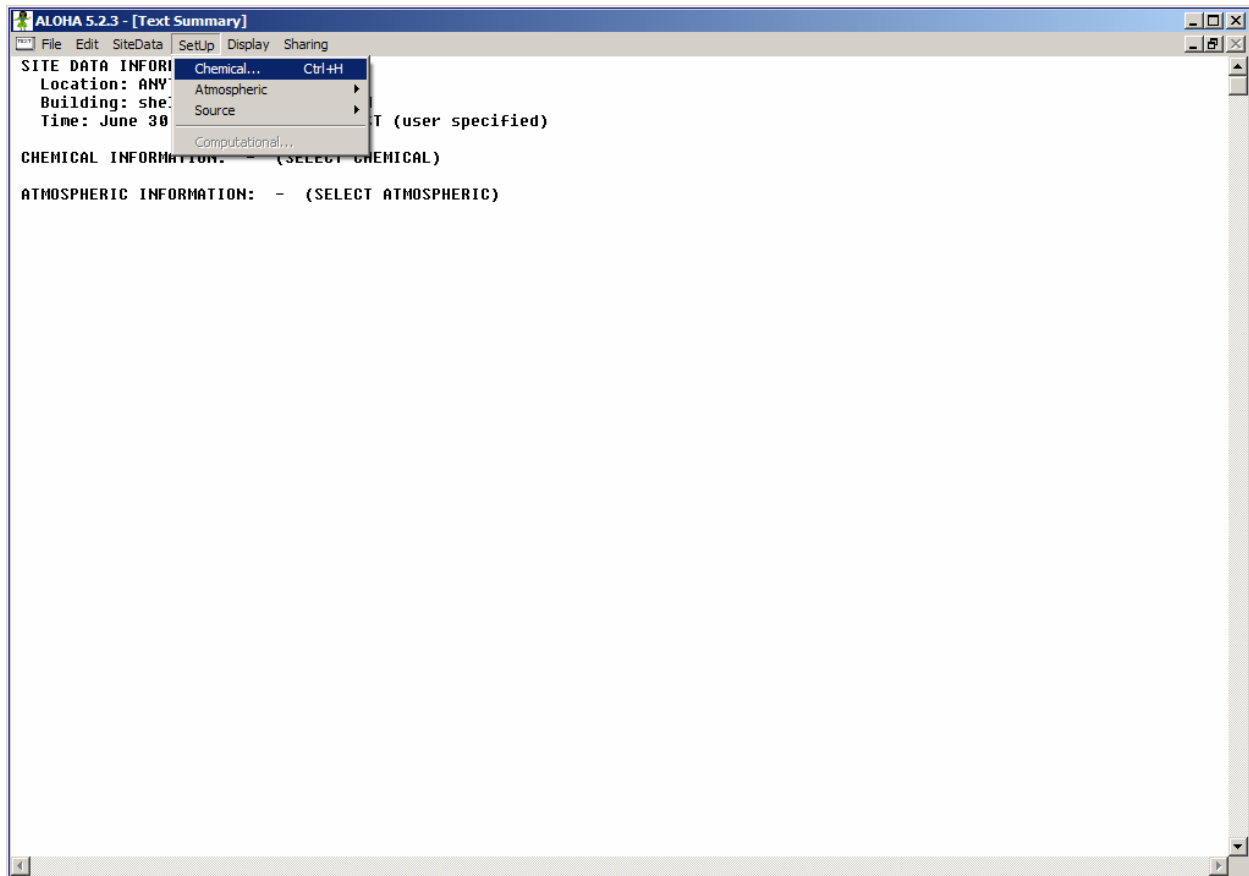 ALOHA 5.2.3 - [Text Summary]
File Edit SiteData SetUp Display Sharing
SITE DATA INFOR
Location: ANY
Building: she
Time: June 30 T (user specified)
Chemical... Ctrl+H
Atmospheric
Source
Computational...
CHEMICAL INFORMATION: - (SELECT CHEMICAL)
ATMOSPHERIC INFORMATION: - (SELECT ATMOSPHERIC)